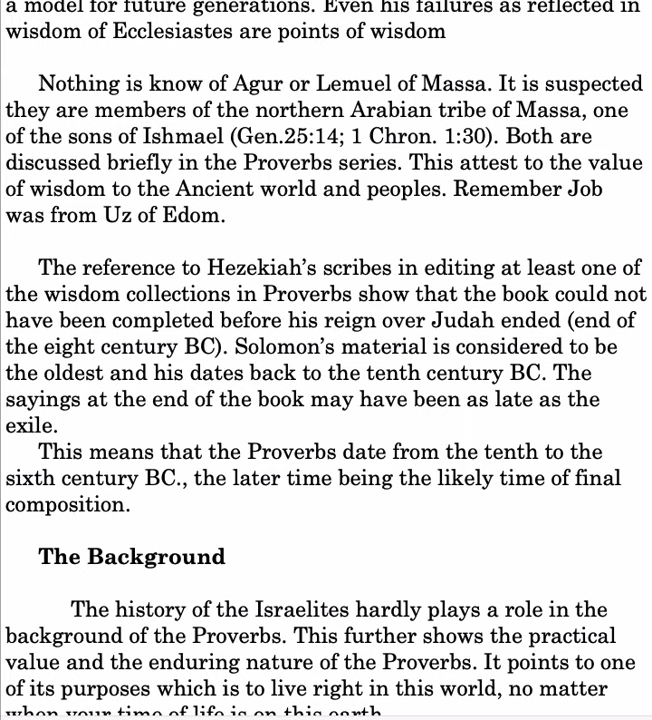 a model for future generations. Even his failures as reflected in
wisdom of Ecclesiastes are points of wisdom
Nothing is know of Agur or Lemuel of Massa. It is suspected
they are members of the northern Arabian tribe of Massa, one
of the sons of Ishmael (Gen.25:14; 1 Chron. 1:30). Both are
discussed briefly in the Proverbs series. This attest to the value
of wisdom to the Ancient world and peoples. Remember Job
was from Uz of Edom.
The reference to Hezekiah's scribes in editing at least one of
the wisdom collections in Proverbs show that the book could not
have been completed before his reign over Judah ended (end of
the eight century BC). Solomon's material is considered to be
the oldest and his dates back to the tenth century BC. The
sayings at the end of the book may have been as late as the
exile.
This means that the Proverbs date from the tenth to the
sixth century BC., the later time being the likely time of final
composition.
The Background
The history of the Israelites hardly plays a role in the
background of the Proverbs. This further shows the practical
value and the enduring nature of the Proverbs. It points to one
of its purposes which is to live right in this world, no matter
when your time of life is on this earth